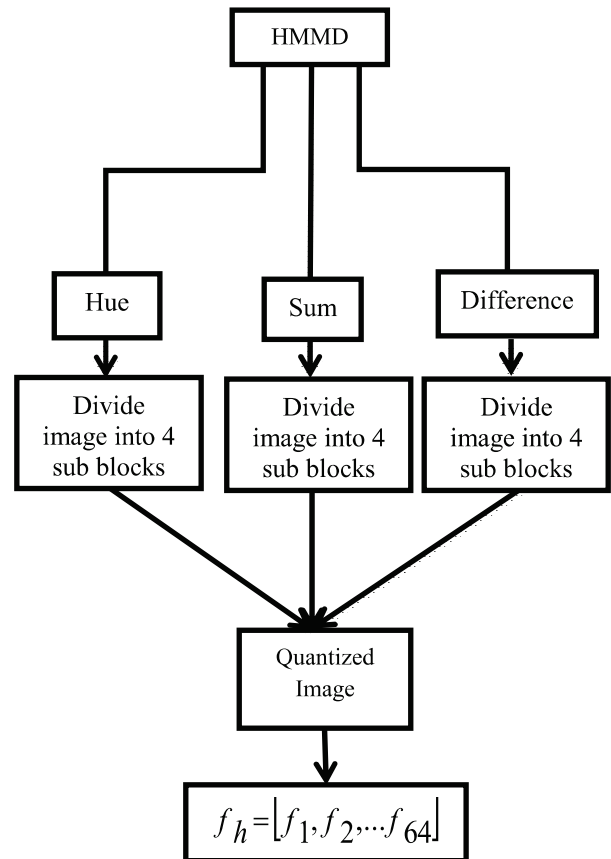 HMMD
Hue
Sum
Difference
Divide
image into 4
sub blocks
Divide
image into 4
sub blocks
Divide
image into 4
sub blocks
Quantized
Image
f_h=⌊f_1,f_2,...f_64⌋